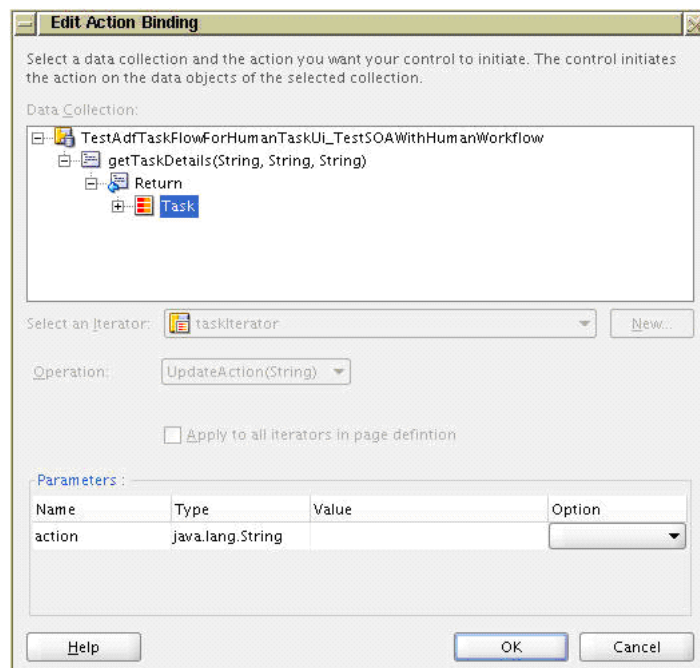 Edit Action Binding
Select a data collection and the action you want your control to initiate. The control initiates
the action on the data objects of the selected collection.
Data Collection:
TestAdfTaskFlowForHumanTaskUi_TestSOAWithHumanWorkflow
getTaskDetails(String, String, String)
Return
Task
Select an Iterator: taskIterator New...
Operation: UpdateAction(String)
Apply to all iterators in page defintion
Parameters :
Name Type Value Option
action java.lang.String
Help OK Cancel